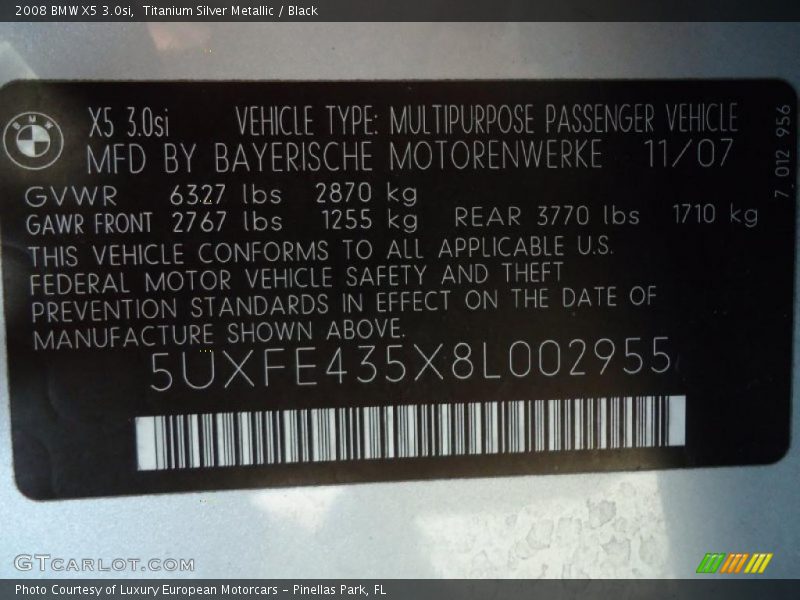 2008 BMW X5 3.0si, Titanium Silver Metallic / Black
BMW
X5 3.0si VEHICLE TYPE: MULTIPURPOSE PASSENGER VEHICLE
MFD BY BAYERISCHE MOTORENWERKE 11/07
7 012 956
GVWR 6327 lbs 2870 kg
GAWR FRONT 2767 lbs 1255 kg REAR 3770 lbs 1710 kg
THIS VEHICLE CONFORMS TO ALL APPLICABLE U.S.
FEDERAL MOTOR VEHICLE SAFETY AND THEFT
PREVENTION STANDARDS IN EFFECT ON THE DATE OF
MANUFACTURE SHOWN ABOVE.
5UXFE435X8L002955
GTCARLOT.COM
Photo Courtesy of Luxury European Motorcars - Pinellas Park, FL